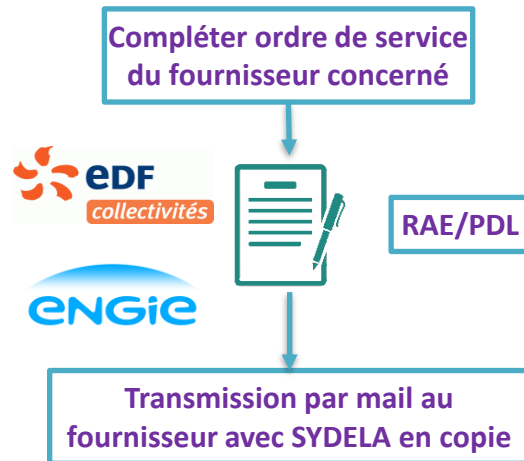 Compléter ordre de service
du fournisseur concerné
eDF
collectivités
RAE/PDL
eNGie
Transmission par mail au
fournisseur avec SYDELA en copie